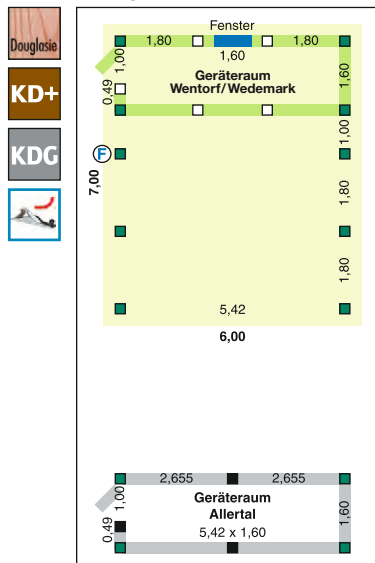 Douglasie
KD+
KDG
Fenster
1,80
1,80
1,60
1,00
0,49
Geräteraum
Wentorf/Wedemark
1,60
1,00
F
7,00
1,80
1,80
5,42
6,00
2,655
2,655
1,00
0,49
Geräteraum
Allertal
5,42 x 1,60
1,60